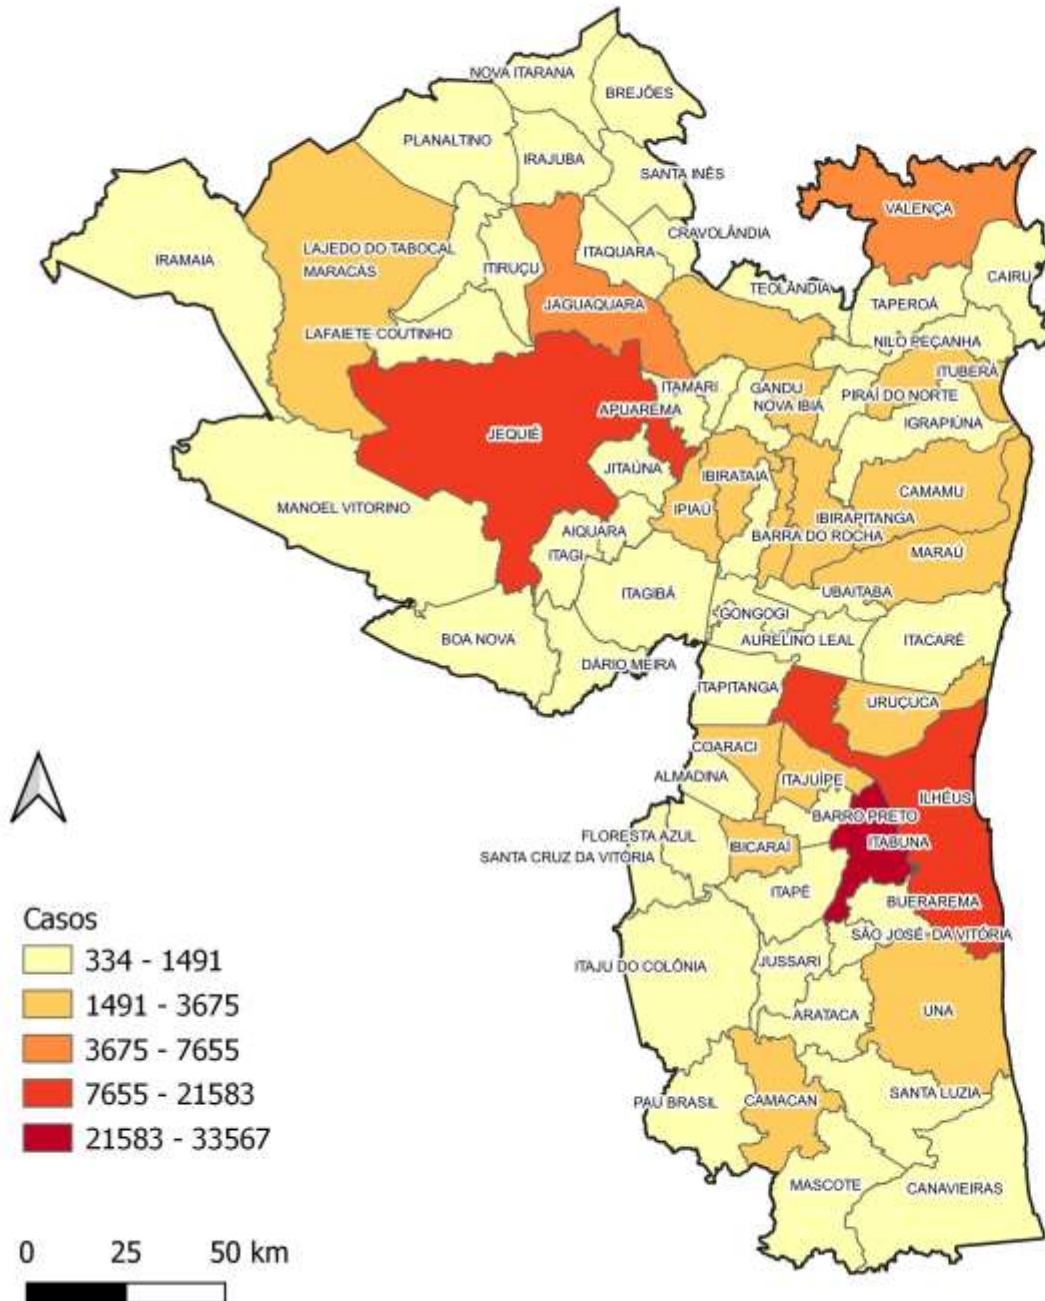 NOVA ITARANA
BREJÕES
PLANALTINO
IRAJUBA
SANTA INÊS
VALENÇA
CRAVOLÂNDIA
LAJEDO DO TABOCAL
ITAQUARA
IRAMAIA
ITIRUÇU
MARACÁS
CAIRU
TEOLÂNDIA
JAGUAQUARA
TAPEROÁ
LAFAIETE COUTINHO
NILO PEÇANHA
ITUBERÁ
ITAMARI
GANDU
PIRAÍ DO NORTE
NOVA IBIÁ
APUAREMA
IGRAPIÚNA
JEQUIÉ
JITAÚNA
IBIRATAIA
CAMAMU
MANOEL VITORINO
IPIAÚ
IBIRAPITANGA
AIQUARA
BARRA DO ROCHA
MARAÚ
ITAGI
ITAGIBÁ
UBAITABA
GONGOGI
BOA NOVA
AURELINO LEAL
ITACARÉ
DÁRIO MEIRA
ITAPITANGA
URUÇUCA
COARACI
ALMADINA
ITAJUÍPE
ILHÉUS
BARRO PRETO
FLORESTA AZUL
IBICARAÍ
ITABUNA
SANTA CRUZ DA VITÓRIA
ITAPÉ
BUERAREMA
SÃO JOSÉ DA VITÓRIA
ITAJU DO COLÔNIA
JUSSARI
ARATACA
UNA
PAU BRASIL
CAMACAN
SANTA LUZIA
MASCOTE
CANAVIEIRAS
Casos
334 - 1491
1491 - 3675
3675 - 7655
7655 - 21583
21583 - 33567
0 25 50 km